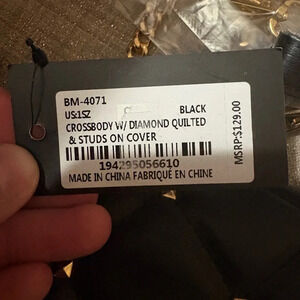 BM-4071
US:1SZ BLACK
CROSSBODY W/ DIAMOND QUILTED
& STUDS ON COVER
194295056610
MADE IN CHINA FABRIQUÉ EN CHINE
MSRP:$129.00